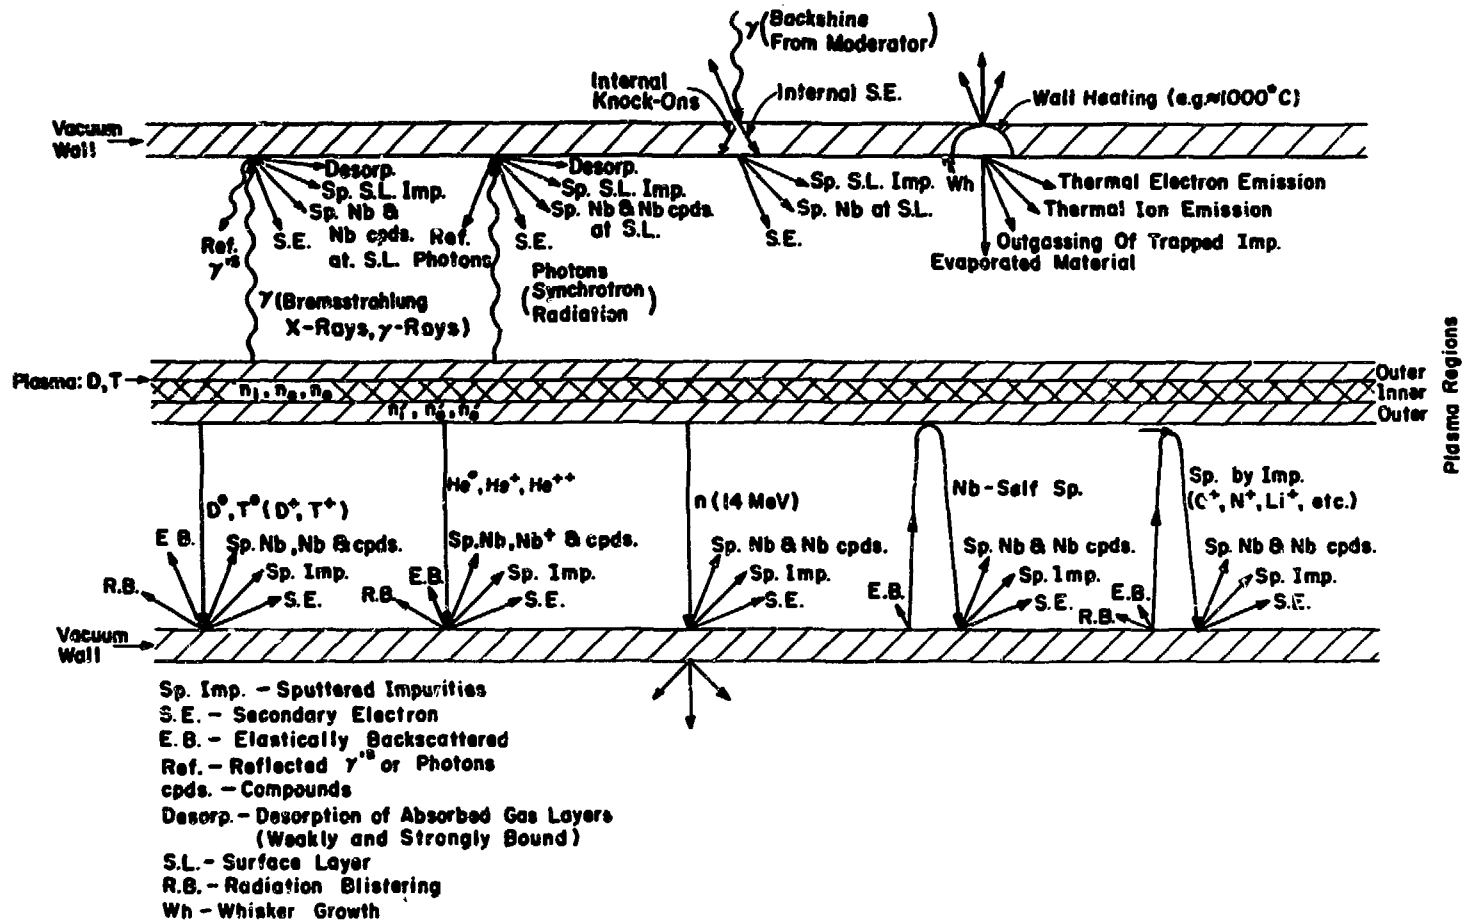 γ(Backshine
From Moderator)
Internal
Knock-Ons
Internal S.E.
Wall Heating (e.g.≈1000°C)
Vacuum
Wall
Desorp.
Sp. S.L. Imp.
Sp. Nb &
Nb cpds.
at. S.L.
S.E.
Ref.
γ's
Desorp.
Sp. S.L. Imp.
Sp. Nb & Nb cpds.
at S.L.
S.E.
Ref.
Photons
Sp. S.L. Imp.
Sp. Nb at S.L.
S.E.
Wh
Thermal Electron Emission
Thermal Ion Emission
Outgassing Of Trapped Imp.
Evaporated Material
γ(Bremsstrahlung
X-Rays, γ-Rays)
Photons
(Synchrotron
Radiation)
Plasma: D, T
Outer
Inner
Outer
Plasma Regions
D°, T° (D⁺, T⁺)
E B.
R.B.
Sp. Nb, Nb & cpds.
Sp. Imp.
S.E.
He°, He⁺, He⁺⁺
E.B.
R.B.
Sp. Nb, Nb⁺ & cpds.
Sp. Imp.
S.E.
n (14 MeV)
Sp. Nb & Nb cpds.
Sp. Imp.
S.E.
Nb-Self Sp.
E.B.
Sp. Nb & Nb cpds.
Sp. Imp.
S.E.
Sp. by Imp.
(C⁺, N⁺, Li⁺, etc.)
E.B.
R.B.
Sp. Nb & Nb cpds.
Sp. Imp.
S.E.
Vacuum
Wall
Sp. Imp. – Sputtered Impurities
S.E. – Secondary Electron
E. B. – Elastically Backscattered
Ref. – Reflected γ's or Photons
cpds. – Compounds
Desorp. – Desorption of Absorbed Gas Layers
(Weakly and Strongly Bound)
S.L. – Surface Layer
R.B. – Radiation Blistering
Wh – Whisker Growth